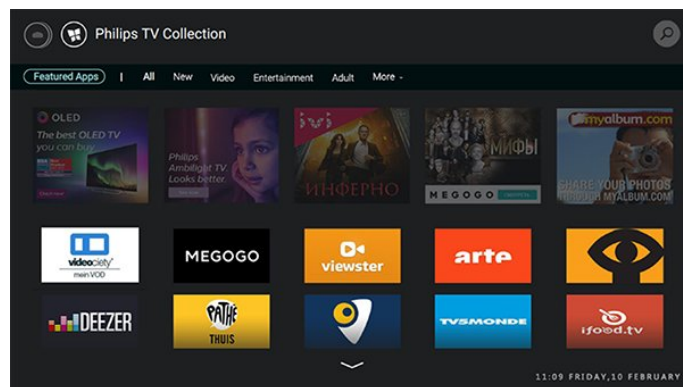 Philips TV Collection
Featured Apps | All New Video Entertainment Adult More
OLED
The best OLED TV
you can buy
Philips
Ambilight TV.
Looks better.
ivi
ИНФЕРНО
МИФЫ
MEGOGO
myalbum.com
SHARE YOUR PHOTOS
THROUGH MYALBUM.COM
videociety
mein VOD
MEGOGO
viewster
arte
DEEZER
PATHÉ
THUIS
TV5MONDE
ifood.tv
11:09 FRIDAY,10 FEBRUARY